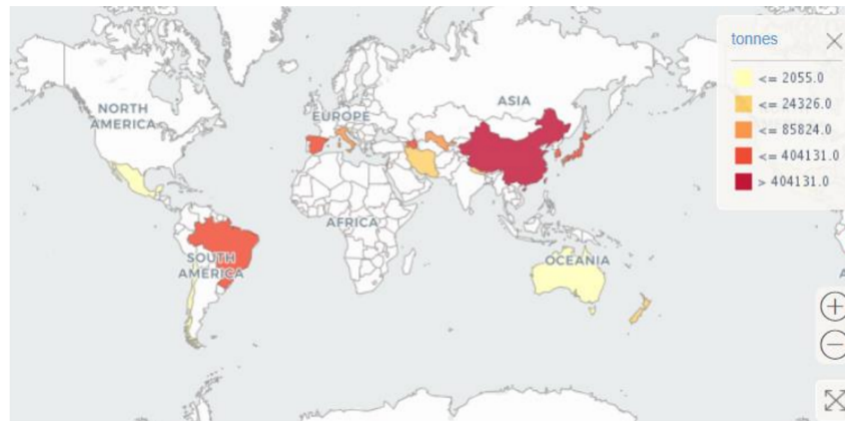 tonnes
<= 2055.0
<= 24326.0
<= 85824.0
<= 404131.0
> 404131.0
NORTH
AMERICA
EUROPE
ASIA
AFRICA
SOUTH
AMERICA
OCEANIA
A